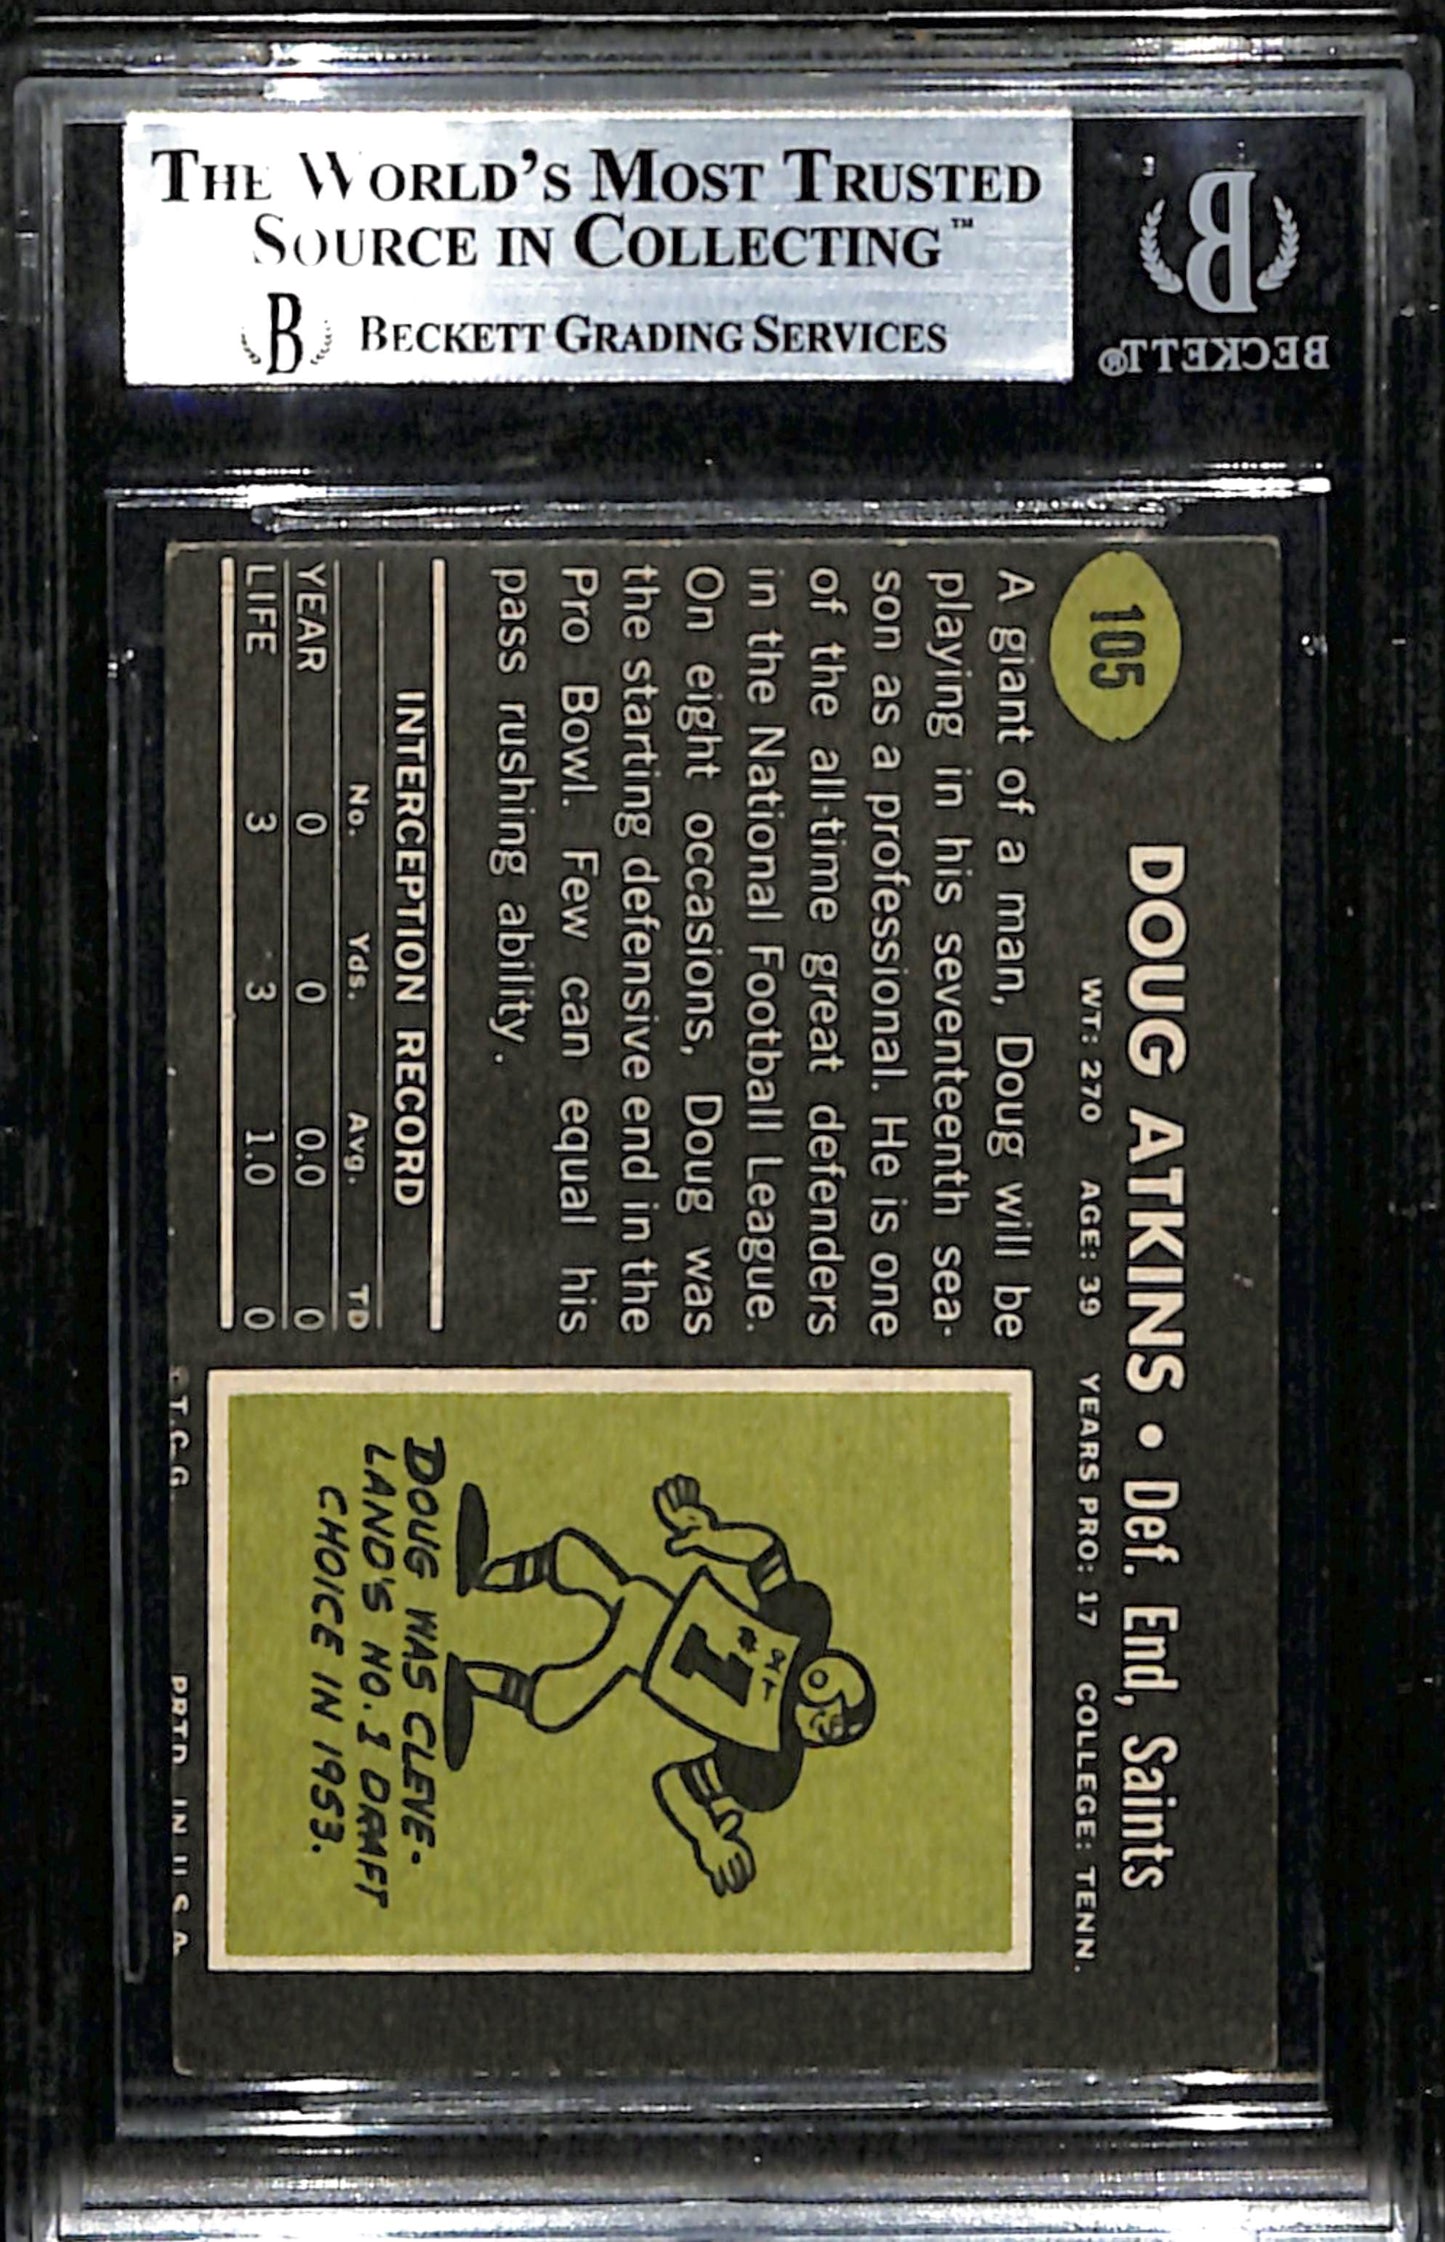 THE WORLD'S MOST TRUSTED
SOURCE IN COLLECTING™
B BECKETT GRADING SERVICES
B
BECKETT®
105
DOUG ATKINS • Def. End, Saints
WT: 270 AGE: 39 YEARS PRO: 17 COLLEGE: TENN.
A giant of a man, Doug will be
playing in his seventeenth sea-
son as a professional. He is one
of the all-time great defenders
in the National Football League.
On eight occasions, Doug was
the starting defensive end in the
Pro Bowl. Few can equal his
pass rushing ability.
INTERCEPTION RECORD
No. Yds. Avg. TD
YEAR 0 0 0.0 0
LIFE 3 3 1.0 0
#1
DOUG WAS CLEVE-
LAND'S NO. 1 DRAFT
CHOICE IN 1953.
T.C.G. PRTD. IN U.S.A.